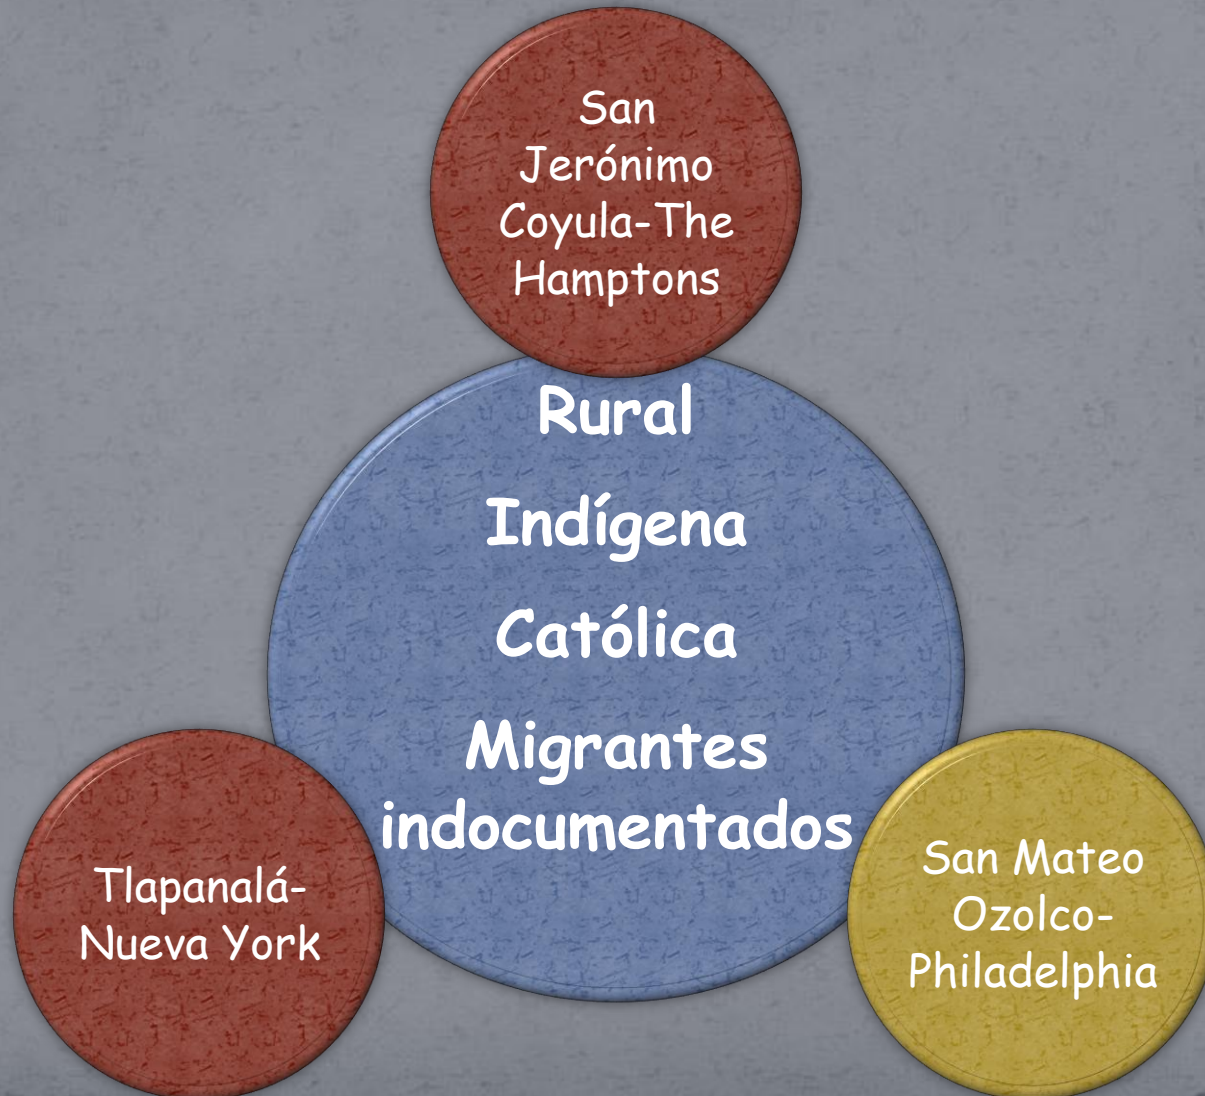 San
Jerónimo
Coyula-The
Hamptons
Rural
Indígena
Católica
Migrantes
indocumentados
Tlapanalá-
Nueva York
San Mateo
Ozolco-
Philadelphia